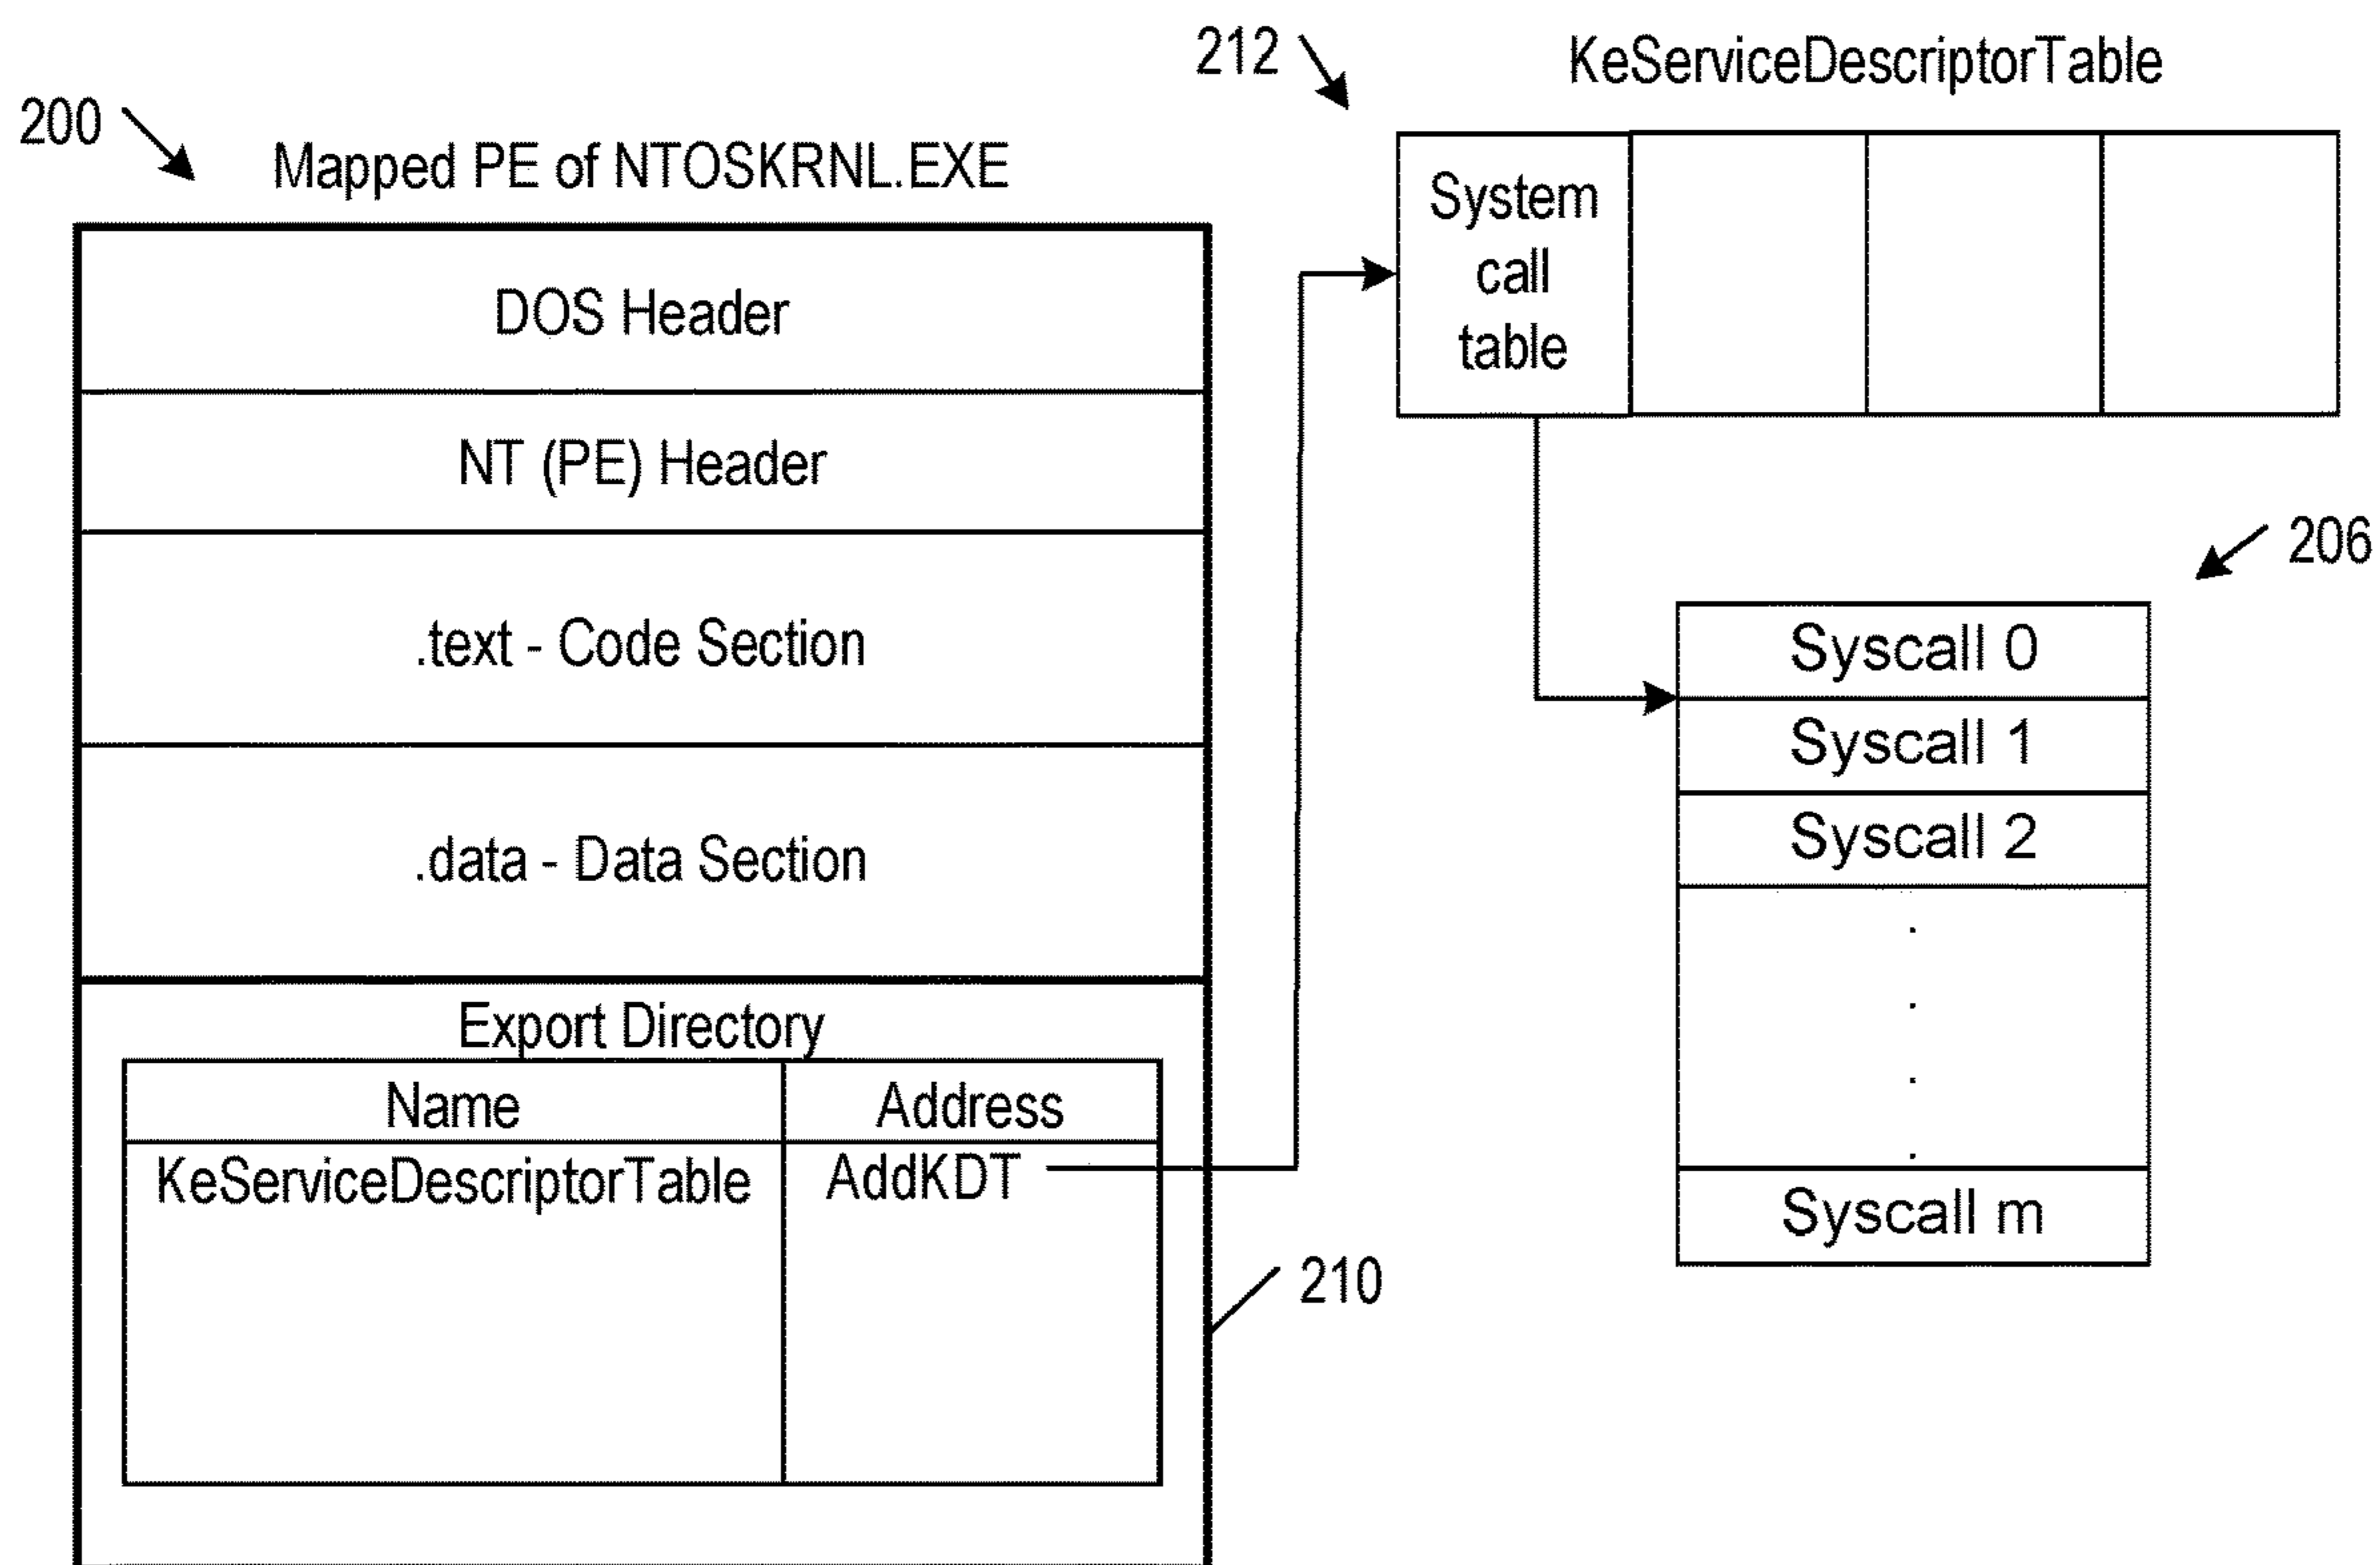 200
Mapped PE of NTOSKRNL.EXE
DOS Header
NT (PE) Header
.text - Code Section
.data - Data Section
Export Directory
Name Address
KeServiceDescriptorTable AddKDT
210
212
KeServiceDescriptorTable
System
call
table
206
Syscall 0
Syscall 1
Syscall 2
.
.
.
.
Syscall m